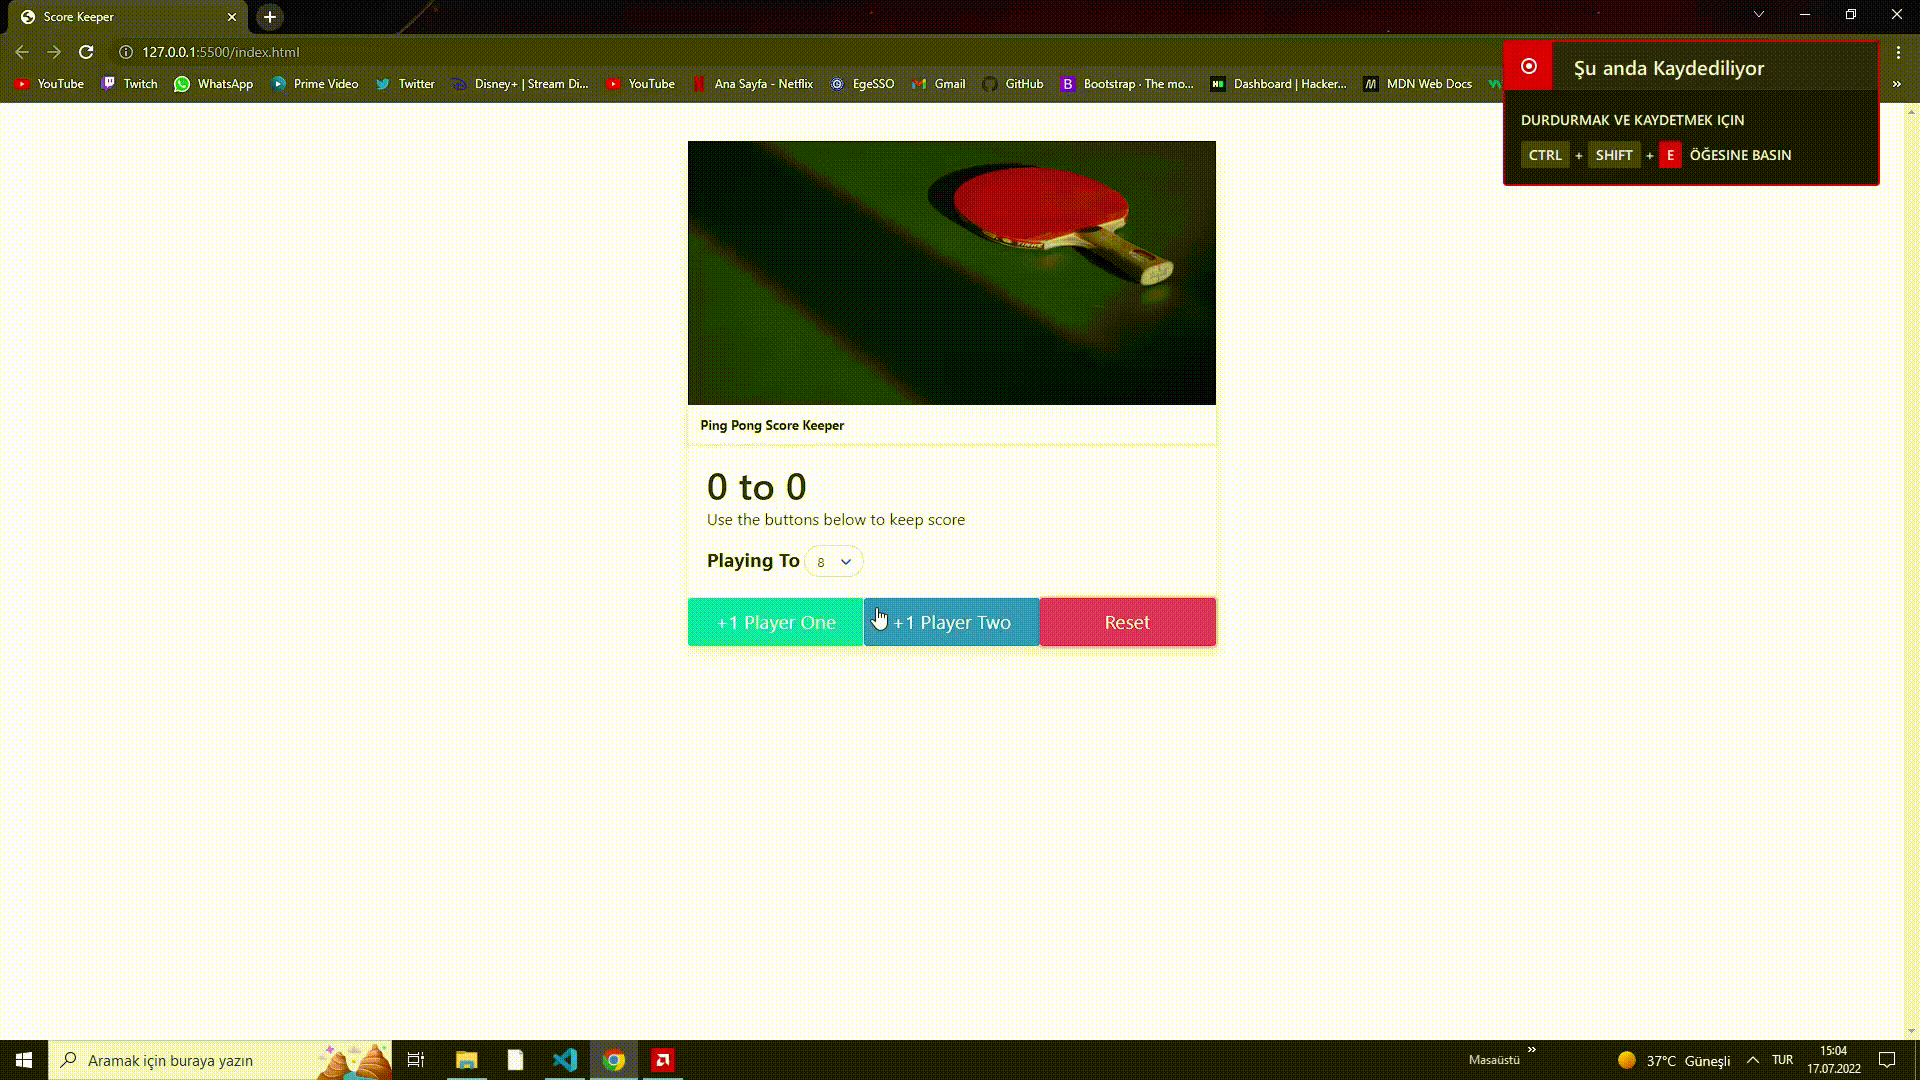 Score Keeper
127.0.0.1:5500/index.html
YouTube
Twitch
WhatsApp
Prime Video
Twitter
Disney+ | Stream Di...
YouTube
Ana Sayfa - Netflix
EgeSSO
Gmail
GitHub
Bootstrap · The mo...
Dashboard | Hacker...
MDN Web Docs
Şu anda Kaydediliyor
DURDURMAK VE KAYDETMEK IÇIN
CTRL + SHIFT + E ÖĞESINE BASIN
Ping Pong Score Keeper
0 to 0
Use the buttons below to keep score
Playing To 8
+1 Player One
+1 Player Two
Reset
Aramak için buraya yazın
Masaüstü
37°C Güneşli
TUR
15:04
17.07.2022